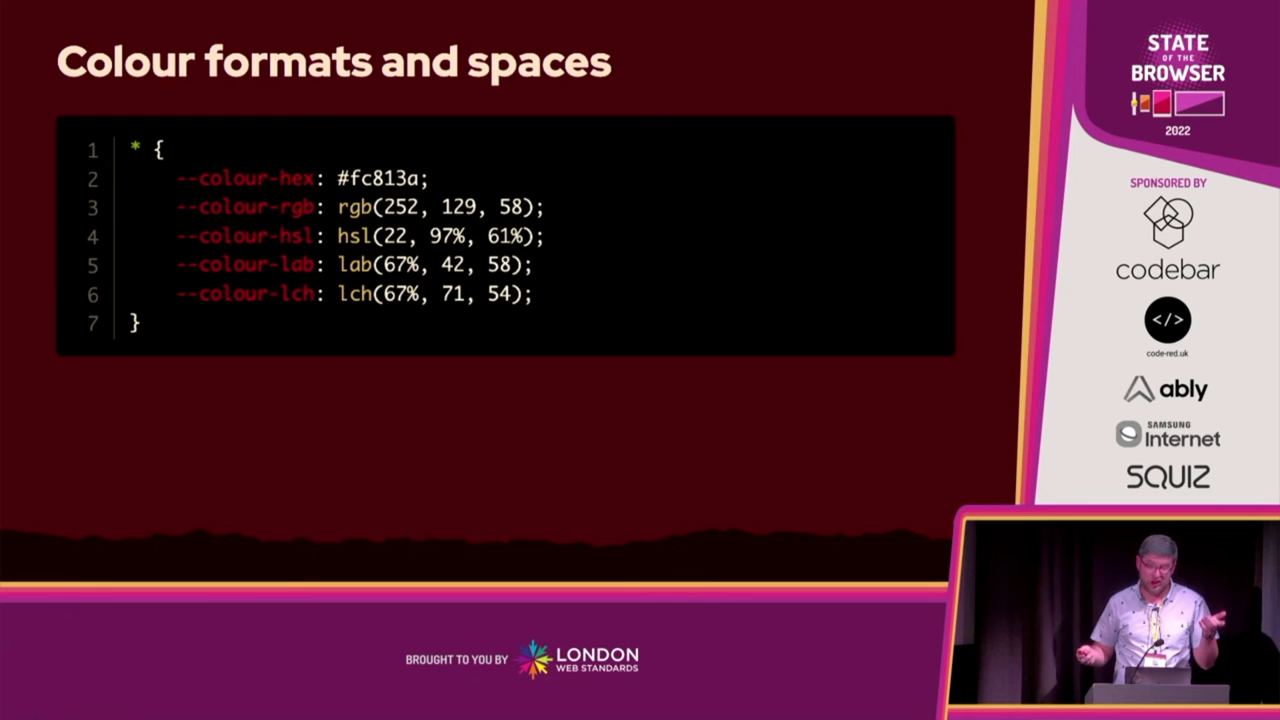 Colour formats and spaces
1 * {
2 --colour-hex: #fc813a;
3 --colour-rgb: rgb(252, 129, 58);
4 --colour-hsl: hsl(22, 97%, 61%);
5 --colour-lab: lab(67%, 42, 58);
6 --colour-lch: lch(67%, 71, 54);
7 }
STATE
OF THE
BROWSER
2022
SPONSORED BY
codebar
</>
code-red.uk
ably
SAMSUNG
Internet
SQUIZ
BROUGHT TO YOU BY
LONDON
WEB STANDARDS